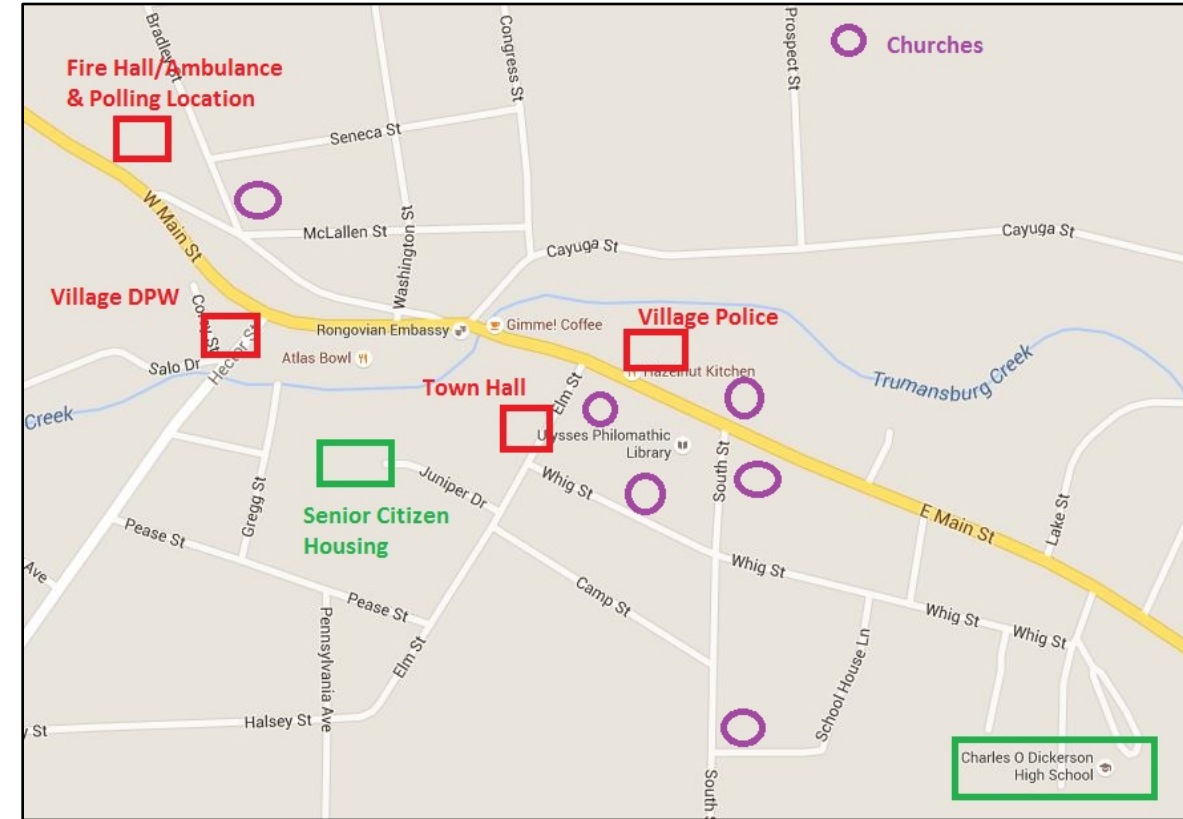 Bradley St
Congress St
Prospect St
Churches
Fire Hall/Ambulance
& Polling Location
Seneca St
W Main St
McLallen St
Washington St
Cayuga St
Cayuga St
Village DPW
Corey St
Hector St
Salo Dr
Rongovian Embassy
Gimme! Coffee
Village Police
Atlas Bowl
Hazelnut Kitchen
Trumansburg Creek
Creek
Town Hall
Elm St
Ulysses Philomathic
Library
South St
Whig St
Juniper Dr
Gregg St
Senior Citizen
Housing
E Main St
Lake St
Pease St
Ave
Whig St
Camp St
Pease St
Whig St
Whig St
Pennsylvania Ave
Elm St
School House Ln
Halsey St
y St
South S
Charles O Dickerson
High School